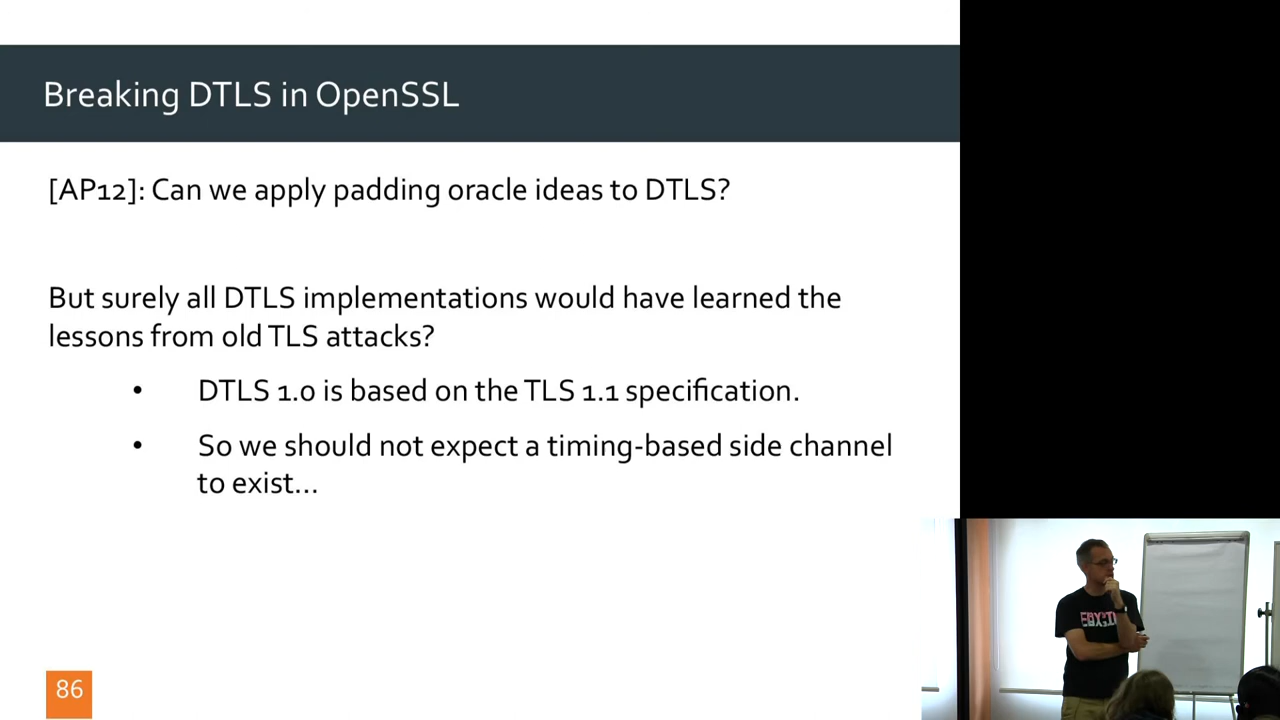 Breaking DTLS in OpenSSL
[AP12]: Can we apply padding oracle ideas to DTLS?
But surely all DTLS implementations would have learned the
lessons from old TLS attacks?
• DTLS 1.0 is based on the TLS 1.1 specification.
• So we should not expect a timing-based side channel
to exist...
86